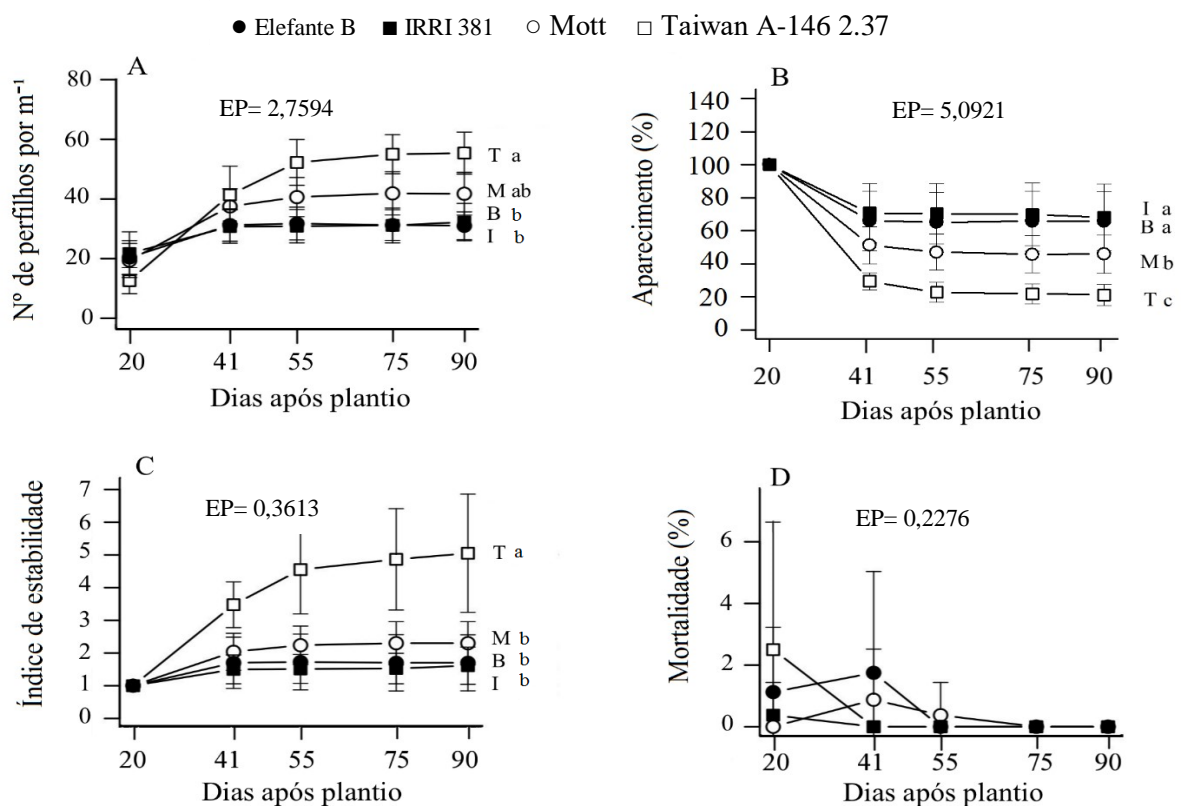 Elefante B IRRI 381 Mott Taiwan A-146 2.37
A
EP= 2,7594
Nº de perfilhos por m⁻¹
80
60
40
20
0
T a
M ab
B b
I b
20 41 55 75 90
Dias após plantio
B
EP= 5,0921
Aparecimento (%)
140
120
100
80
60
40
20
0
I a
B a
M b
T c
20 41 55 75 90
Dias após plantio
C
EP= 0,3613
Índice de estabilidade
7
6
5
4
3
2
1
0
T a
M b
B b
I b
20 41 55 75 90
Dias após plantio
D
EP= 0,2276
Mortalidade (%)
6
4
2
0
20 41 55 75 90
Dias após plantio